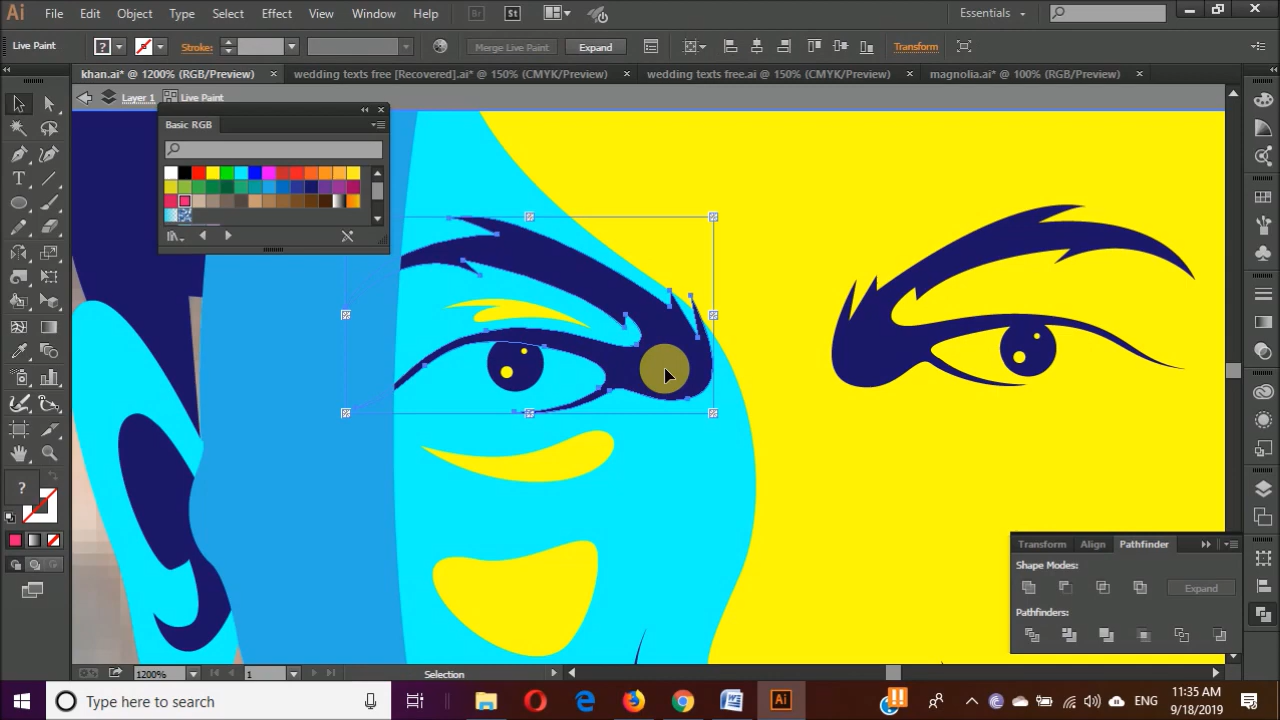 Ai File Edit Object Type Select Effect View Window Help Br St Essentials
Live Paint ? Stroke: Merge Live Paint Expand Transform
khan.ai* @ 1200% (RGB/Preview) × wedding texts free [Recovered].ai* @ 150% (CMYK/Preview) × wedding texts free.ai @ 150% (CMYK/Preview) × magnolia.ai* @ 100% (RGB/Preview) ×
Layer 1 Live Paint
Basic RGB
?
Transform Align Pathfinder
Shape Modes:
Expand
Pathfinders:
1200% 1 Selection
Type here to search W Ai ENG 11:35 AM
9/18/2019